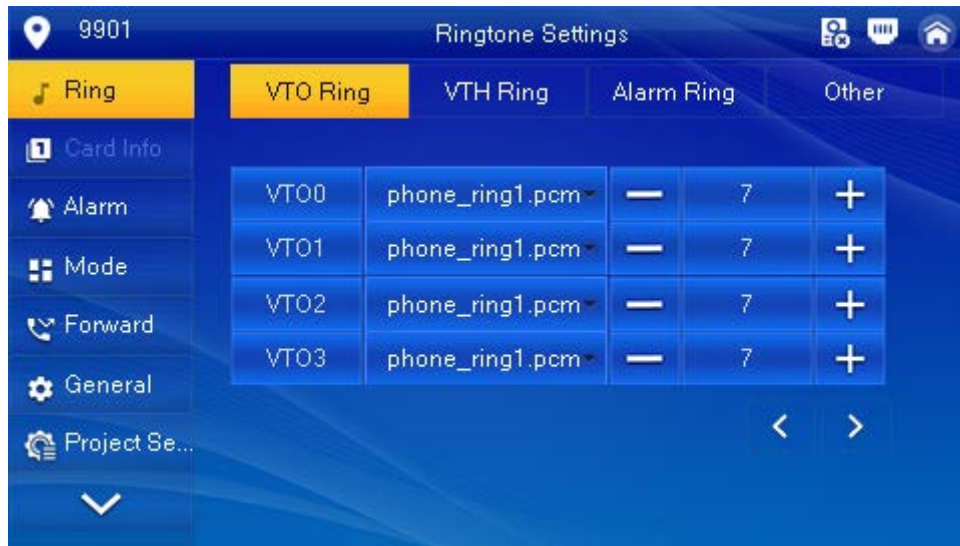 9901 Ringtone Settings
Ring
Card Info
Alarm
Mode
Forward
General
Project Se...
VTO Ring VTH Ring Alarm Ring Other
VTO0 phone_ring1.pcm 7
VTO1 phone_ring1.pcm 7
VTO2 phone_ring1.pcm 7
VTO3 phone_ring1.pcm 7